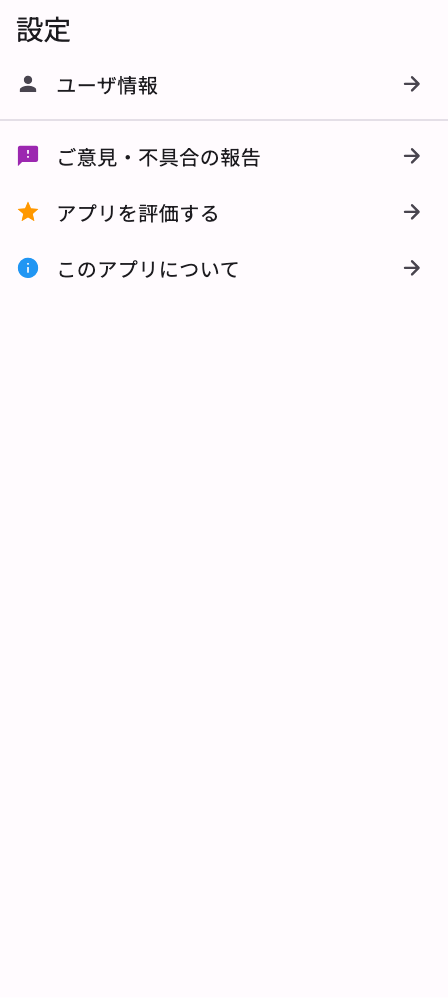 設定
ユーザ情報
ご意見・不具合の報告
アプリを評価する
このアプリについて